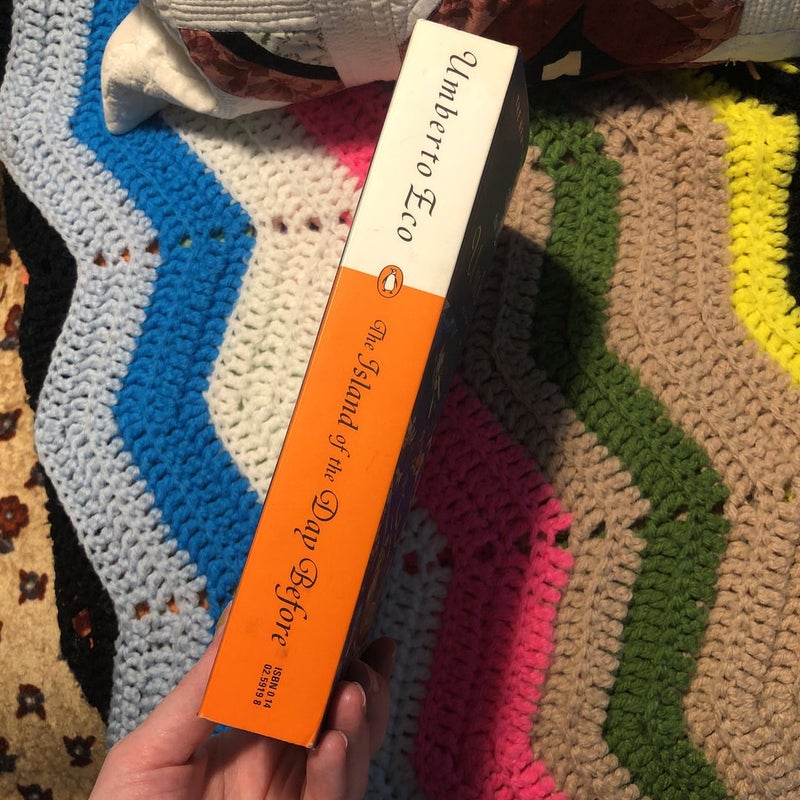 Umberto Eco
The Island of the Day Before
ISBN 0 14
02.5919 8